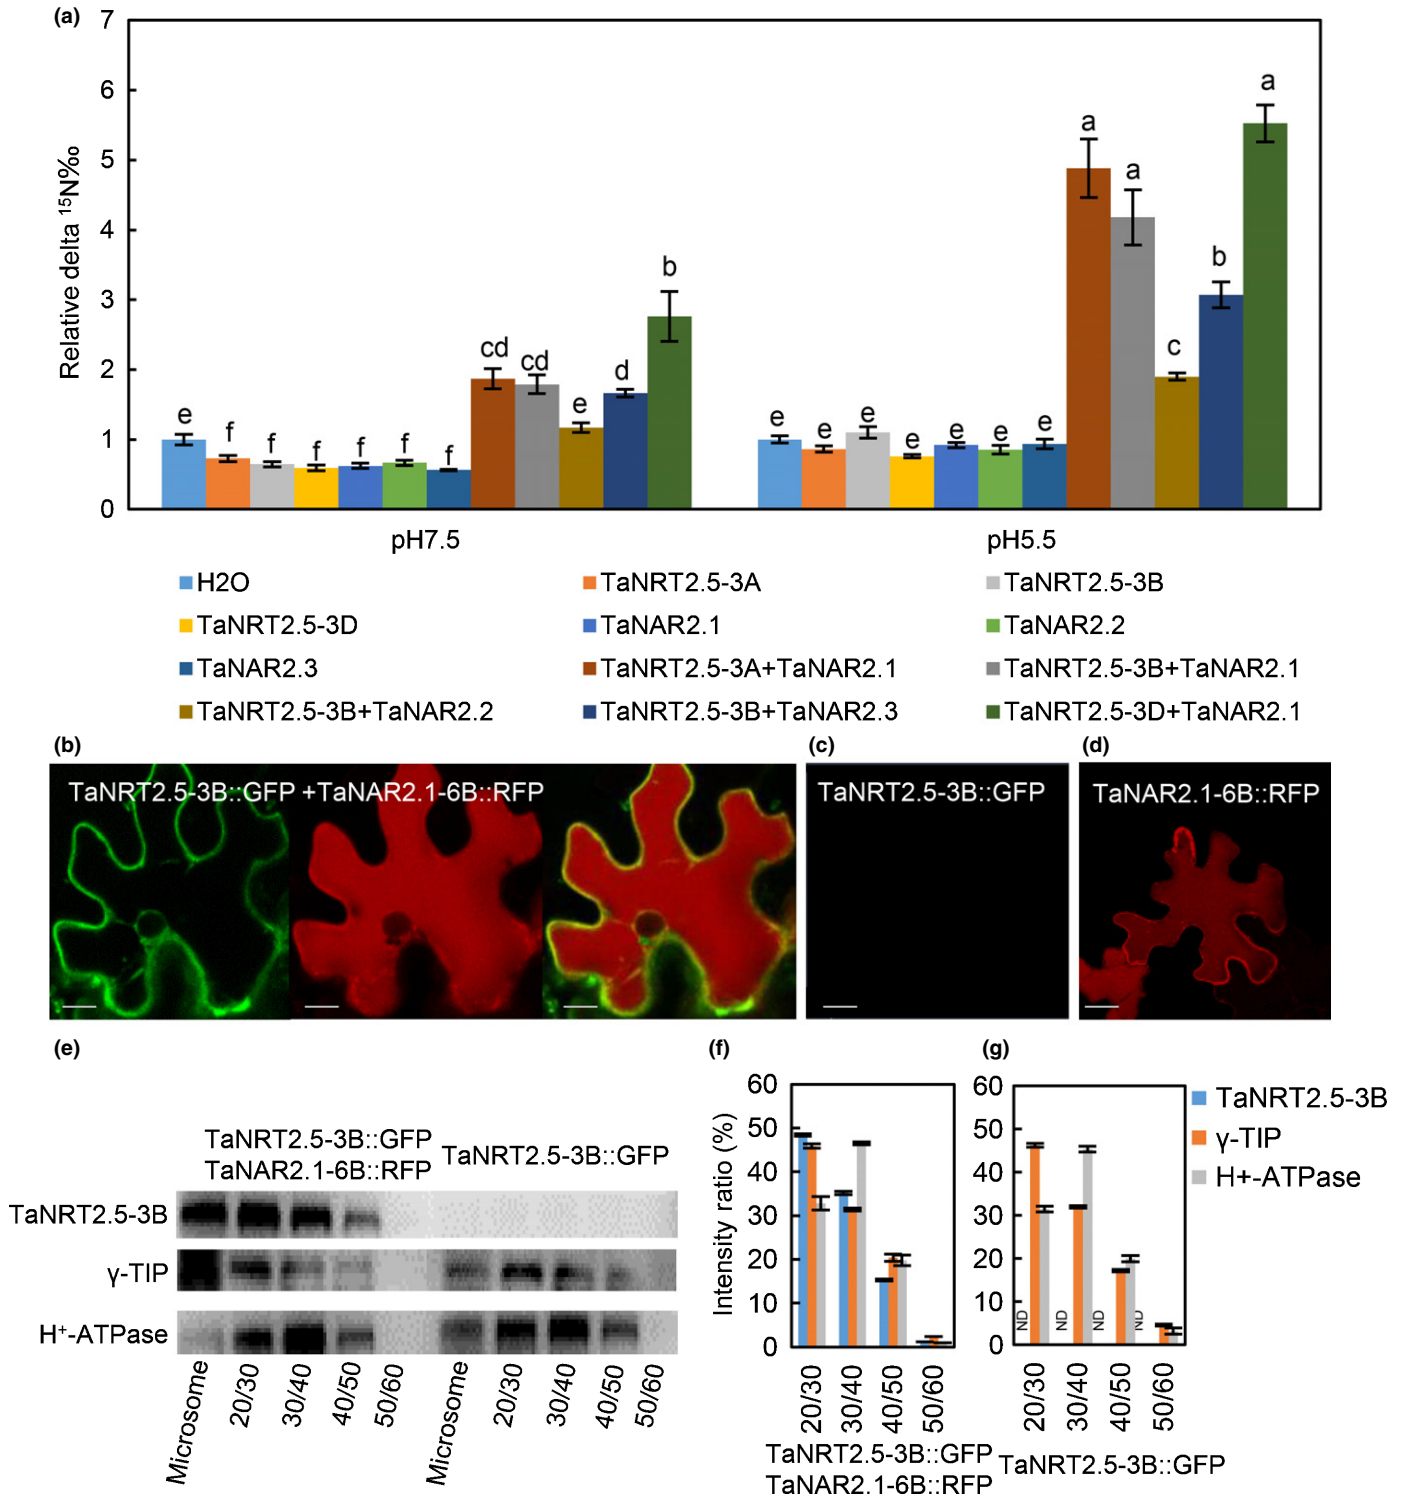 (a)
7
6
5
4
3
2
1
0
Relative delta ¹⁵N‰
e f f f f f f cd cd e d b
e e e e e e e a a c b a
pH7.5 pH5.5
H2O TaNRT2.5-3A TaNRT2.5-3B
TaNRT2.5-3D TaNAR2.1 TaNAR2.2
TaNAR2.3 TaNRT2.5-3A+TaNAR2.1 TaNRT2.5-3B+TaNAR2.1
TaNRT2.5-3B+TaNAR2.2 TaNRT2.5-3B+TaNAR2.3 TaNRT2.5-3D+TaNAR2.1
(b) (c) (d)
TaNRT2.5-3B::GFP +TaNAR2.1-6B::RFP
TaNRT2.5-3B::GFP
TaNAR2.1-6B::RFP
(e)
TaNRT2.5-3B::GFP
TaNAR2.1-6B::RFP
TaNRT2.5-3B::GFP
TaNRT2.5-3B
γ-TIP
H⁺-ATPase
Microsome 20/30 30/40 40/50 50/60 Microsome 20/30 30/40 40/50 50/60
(f)
Intensity ratio (%)
60
50
40
30
20
10
0
20/30 30/40 40/50 50/60
TaNRT2.5-3B::GFP
TaNAR2.1-6B::RFP
(g)
60
50
40
30
20
10
0
ND ND ND ND
20/30 30/40 40/50 50/60
TaNRT2.5-3B::GFP
TaNRT2.5-3B
γ-TIP
H+-ATPase